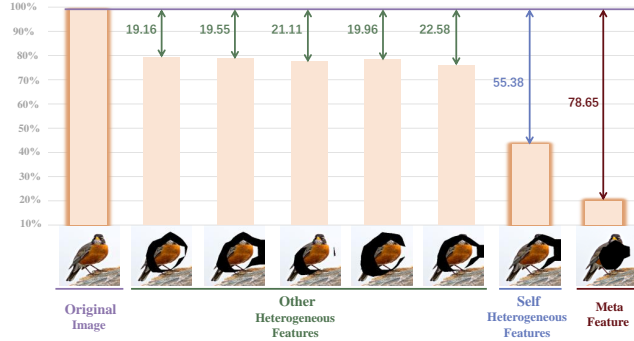 100%
90%
80%
70%
60%
50%
40%
30%
20%
10%
19.16
19.55
21.11
19.96
22.58
55.38
78.65
Original
Image
Other
Heterogeneous
Features
Self
Heterogeneous
Features
Meta
Feature